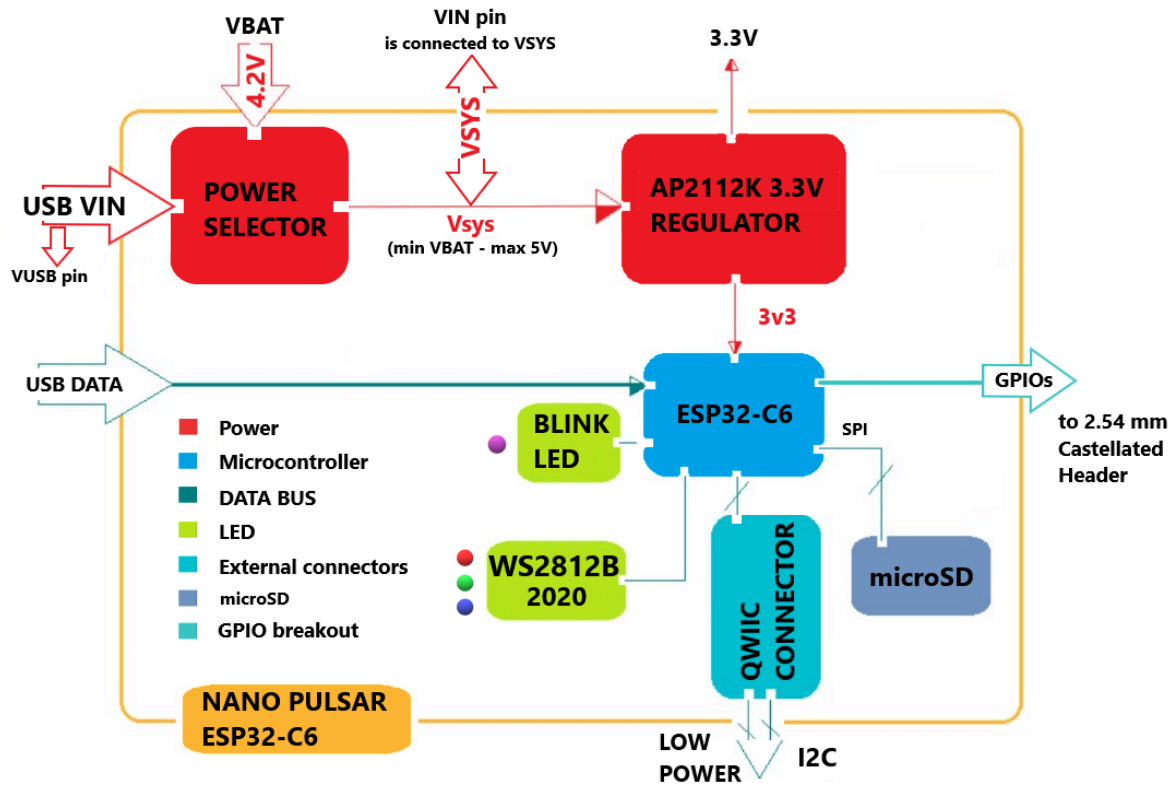 VBAT
4.2V
VIN pin
is connected to VSYS
VSYS
3.3V
POWER
SELECTOR
AP2112K 3.3V
REGULATOR
USB VIN
VUSB pin
Vsys
(min VBAT - max 5V)
3v3
USB DATA
ESP32-C6
GPIOs
to 2.54 mm
Castellated
Header
BLINK
LED
SPI
Power
Microcontroller
DATA BUS
LED
External connectors
microSD
GPIO breakout
WS2812B
2020
QWIIC
CONNECTOR
microSD
NANO PULSAR
ESP32-C6
LOW
POWER
I2C